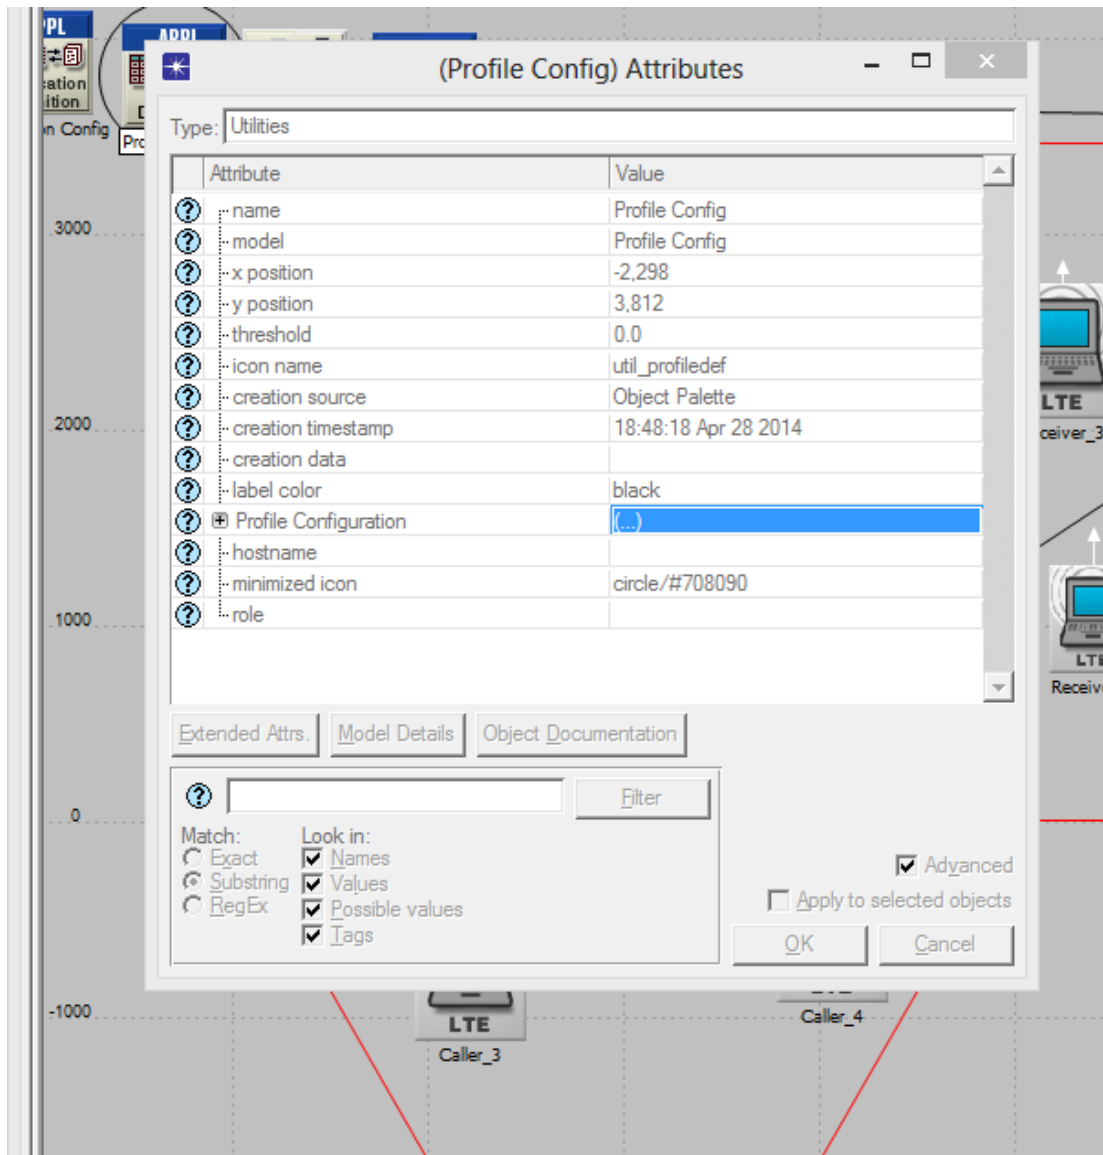 PL
APPL
ation
ition
n Config
Pro
(Profile Config) Attributes
Type: Utilities
Attribute Value
name Profile Config
model Profile Config
x position -2,298
y position 3,812
threshold 0.0
icon name util_profiledef
creation source Object Palette
creation timestamp 18:48:18 Apr 28 2014
creation data
label color black
Profile Configuration (...)
hostname
minimized icon circle/#708090
role
Extended Attrs. Model Details Object Documentation
Filter
Match: Look in:
Exact Names
Substring Values
RegEx Possible values
Tags
Advanced
Apply to selected objects
OK Cancel
3000
2000
1000
0
-1000
LTE
ceiver_3
LTE
Receiv
LTE
Caller_3
Caller_4